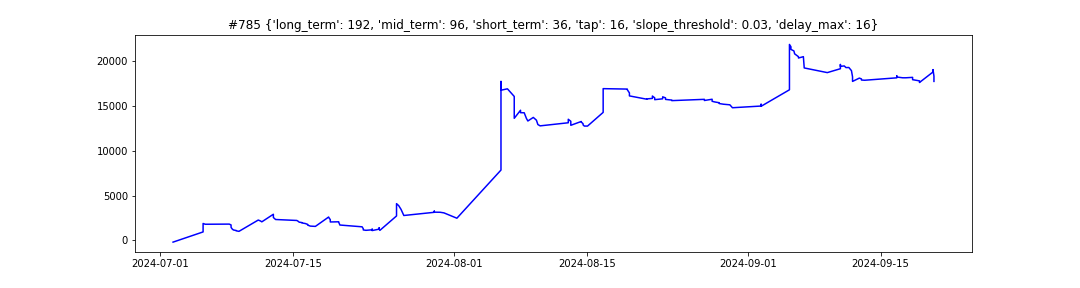 #785 {'long_term': 192, 'mid_term': 96, 'short_term': 36, 'tap': 16, 'slope_threshold': 0.03, 'delay_max': 16}
20000
15000
10000
5000
0
2024-07-01 2024-07-15 2024-08-01 2024-08-15 2024-09-01 2024-09-15